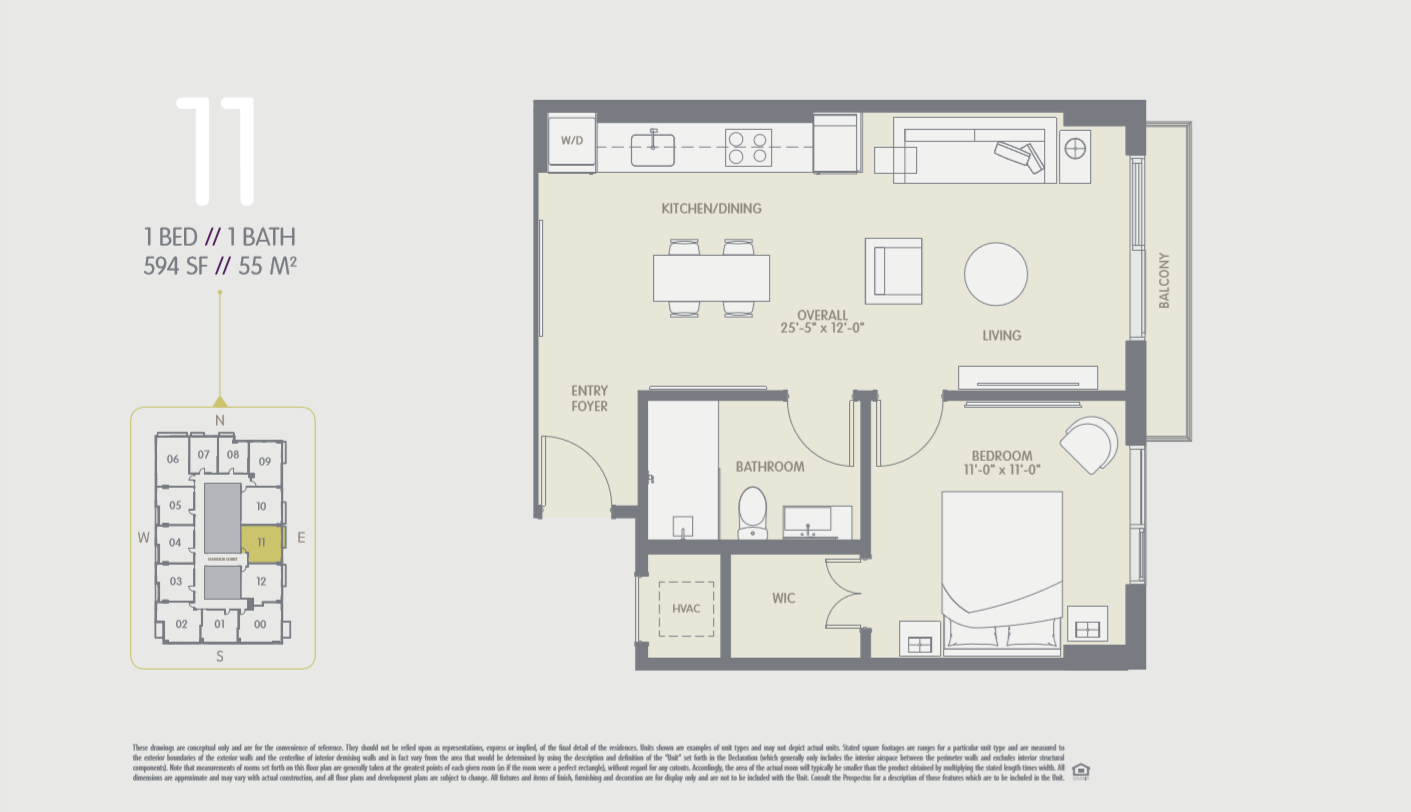 11
1 BED // 1 BATH
594 SF // 55 M²
N
06
07
08
09
05
10
W
04
11
E
03
12
02
01
00
S
W/D
KITCHEN/DINING
OVERALL
25'-5" x 12'-0"
LIVING
BALCONY
ENTRY
FOYER
BATHROOM
BEDROOM
11'-0" x 11'-0"
HVAC
WIC
These drawings are conceptual only and are for the convenience of reference. They should not be relied upon as representations, express or implied, of the final detail of the residences. Units shown are examples of unit types and may not depict actual units. Stated square footages are ranges for a particular unit type and are measured to
the exterior boundaries of the exterior walls and the centerline of interior demising walls and in fact vary from the area that would be determined by using the description and definition of the "Unit" set forth in the Declaration (which generally only includes the interior airspace between the perimeter walls and excludes interior structural
components). Note that measurements of rooms set forth on this floor plan are generally taken at the greatest points of each given room (as if the room were a perfect rectangle), without regard for any cutouts. Accordingly, the area of the actual room will typically be smaller than the product obtained by multiplying the stated length times width. All
dimensions are approximate and may vary with actual construction, and all floor plans and development plans are subject to change. All fixtures and items of finish, furnishing and decoration are for display only and are not to be included with the Unit. Consult the Prospectus for a description of those features which are to be included in the Unit.